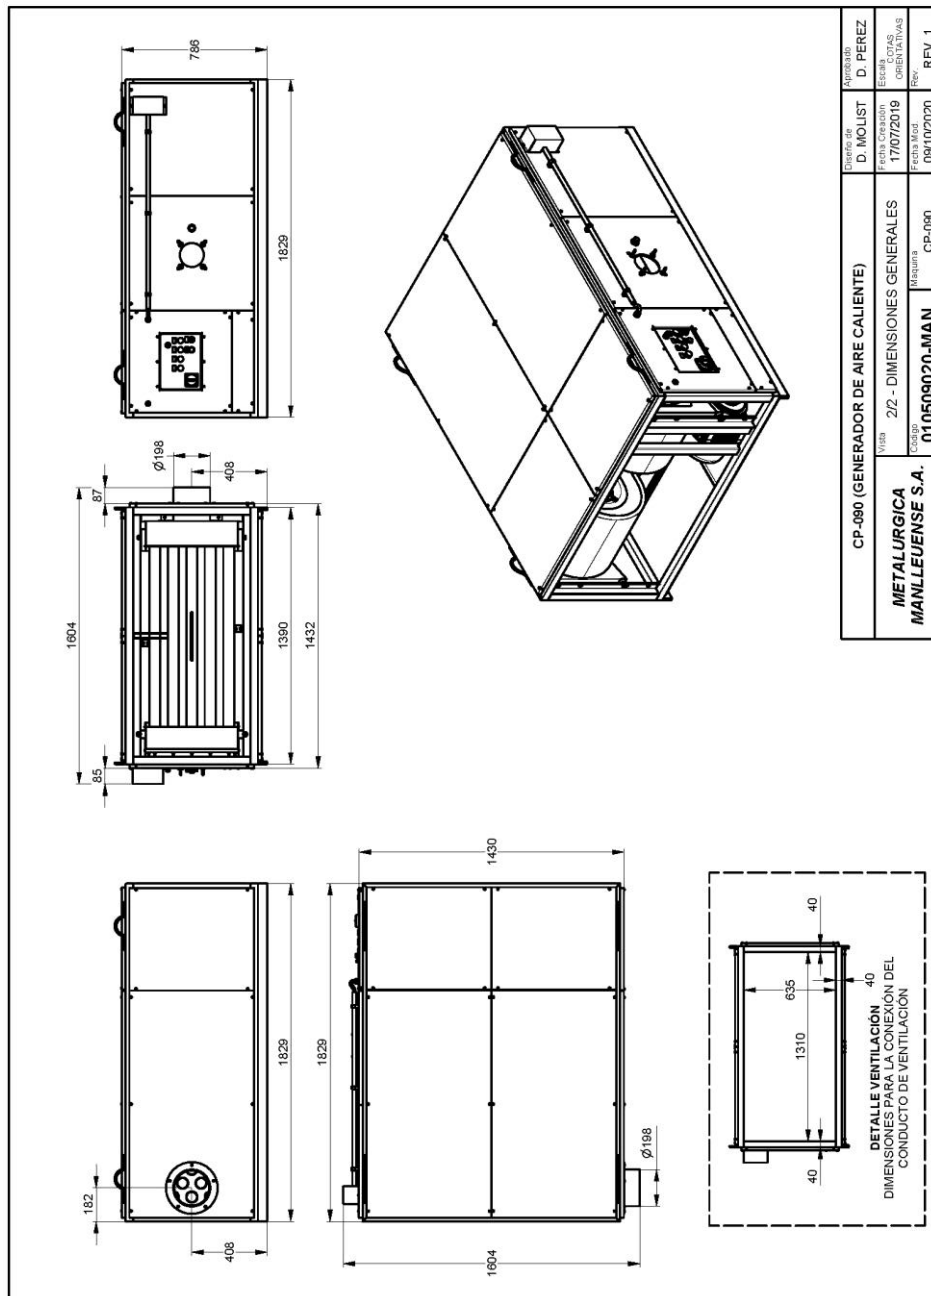 182
408
1829
85
1604
87
Ø198
408
1390
1432
786
1829
1829
1430
1604
Ø198
40
635
1310
40
40
DETALLE VENTILACIÓN
DIMENSIONES PARA LA CONEXIÓN DEL
CONDUCTO DE VENTILACIÓN
CP-090 (GENERADOR DE AIRE CALIENTE)
Diseño de
D. MOLIST
Aprobado
D. PEREZ
METALURGICA
MANLLEUENSE S.A.
Vista
2/2 - DIMENSIONES GENERALES
Fecha Creación
17/07/2019
Escala
COTAS
ORIENTATIVAS
Código
010509020-MAN
Maquina
CP-090
Fecha Mod.
09/10/2020
Rev.
REV. 1